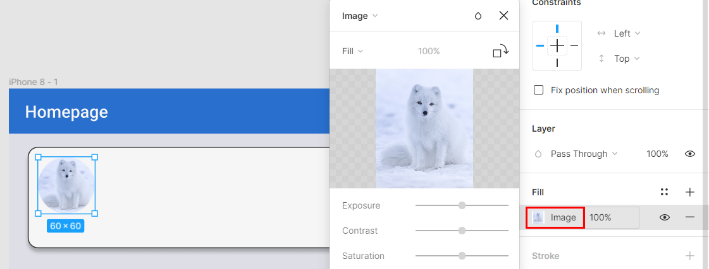 iPhone 8 - 1
Homepage
60 × 60
Image
Fill
100%
Exposure
Contrast
Saturation
Constraints
Left
Top
Fix position when scrolling
Layer
Pass Through
100%
Fill
Image
100%
Stroke